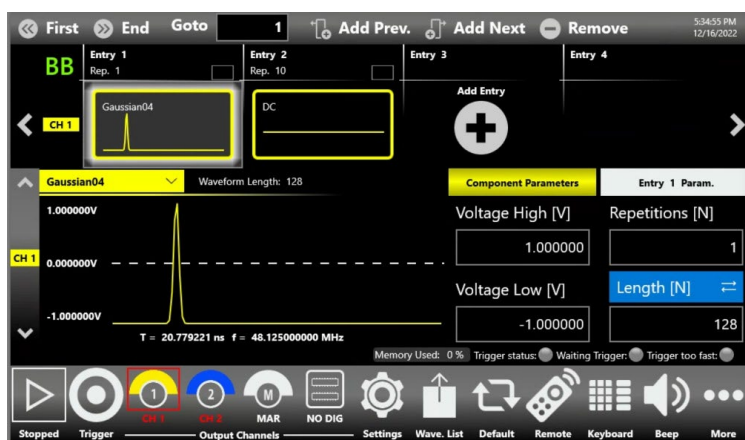 First End Goto 1 Add Prev. Add Next Remove 5:34:55 PM
12/16/2022
BB Entry 1 Entry 2 Entry 3 Entry 4
Rep. 1 Rep. 10
Gaussian04 DC Add Entry
CH 1
Gaussian04 Waveform Length: 128 Component Parameters Entry 1 Param.
1.000000V Voltage High [V] Repetitions [N]
1.000000 1
CH 1 0.000000V
Voltage Low [V] Length [N]
-1.000000V -1.000000 128
T = 20.779221 ns f = 48.125000000 MHz
Memory Used: 0 % Trigger status: Waiting Trigger: Trigger too fast:
1 2 M
CH 1 CH 2 MAR NO DIG
Stopped Trigger Output Channels Settings Wave. List Default Remote Keyboard Beep More